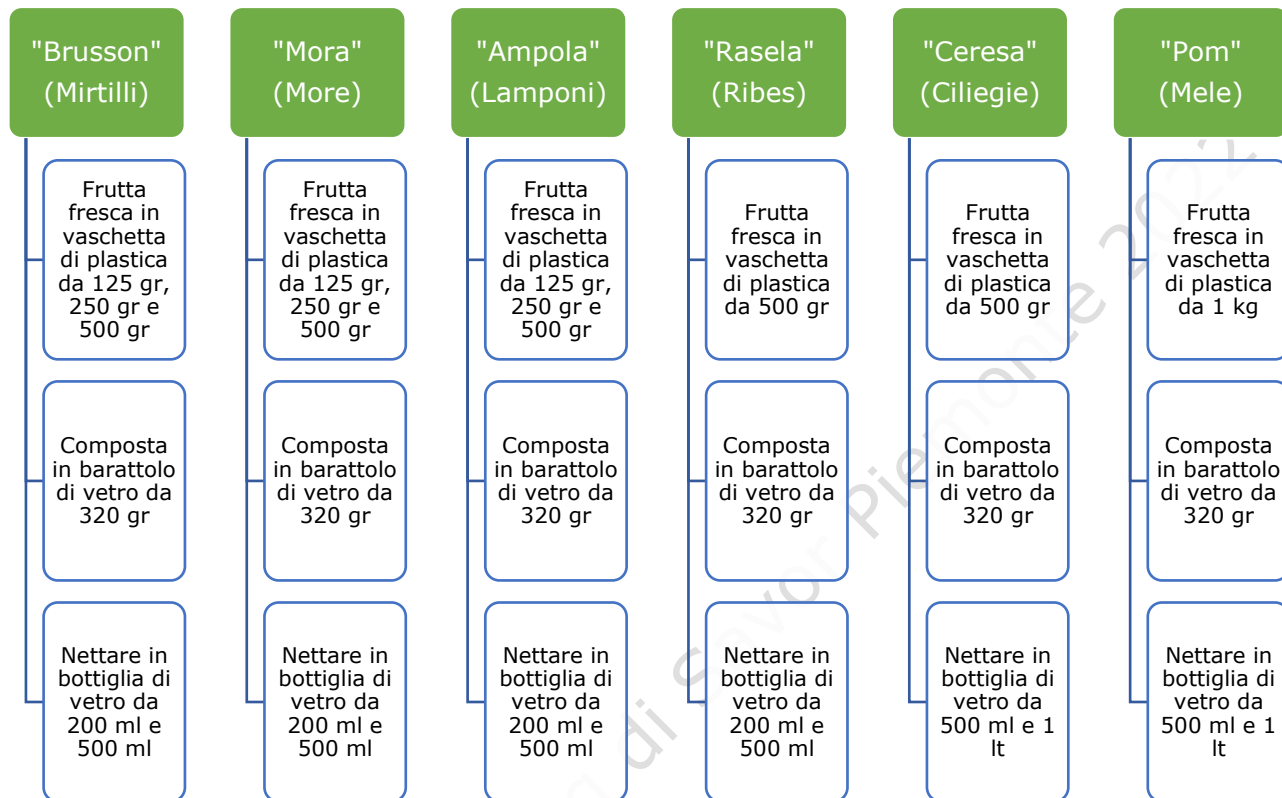 "Brusson"
(Mirtilli)
Frutta
fresca in
vaschetta
di plastica
da 125 gr,
250 gr e
500 gr
Composta
in barattolo
di vetro da
320 gr
Nettare in
bottiglia di
vetro da
200 ml e
500 ml
"Mora"
(More)
Frutta
fresca in
vaschetta
di plastica
da 125 gr,
250 gr e
500 gr
Composta
in barattolo
di vetro da
320 gr
Nettare in
bottiglia di
vetro da
200 ml e
500 ml
"Ampola"
(Lamponi)
Frutta
fresca in
vaschetta
di plastica
da 125 gr,
250 gr e
500 gr
Composta
in barattolo
di vetro da
320 gr
Nettare in
bottiglia di
vetro da
200 ml e
500 ml
"Rasela"
(Ribes)
Frutta
fresca in
vaschetta
di plastica
da 500 gr
Composta
in barattolo
di vetro da
320 gr
Nettare in
bottiglia di
vetro da
200 ml e
500 ml
"Ceresa"
(Ciliegie)
Frutta
fresca in
vaschetta
di plastica
da 500 gr
Composta
in barattolo
di vetro da
320 gr
Nettare in
bottiglia di
vetro da
500 ml e 1
lt
"Pom"
(Mele)
Frutta
fresca in
vaschetta
di plastica
da 1 kg
Composta
in barattolo
di vetro da
320 gr
Nettare in
bottiglia di
vetro da
500 ml e 1
lt
di Savor Piemonte 2022